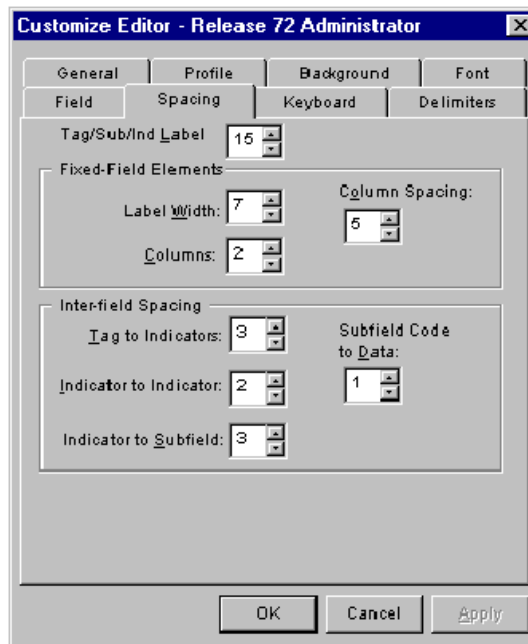 Customize Editor - Release 72 Administrator
General Profile Background Font
Field Spacing Keyboard Delimiters
Tag/Sub/Ind Label 15
Fixed-Field Elements
Label Width: 7
Column Spacing:
5
Columns: 2
Inter-field Spacing
Tag to Indicators: 3
Subfield Code
to Data:
1
Indicator to Indicator: 2
Indicator to Subfield: 3
OK Cancel Apply